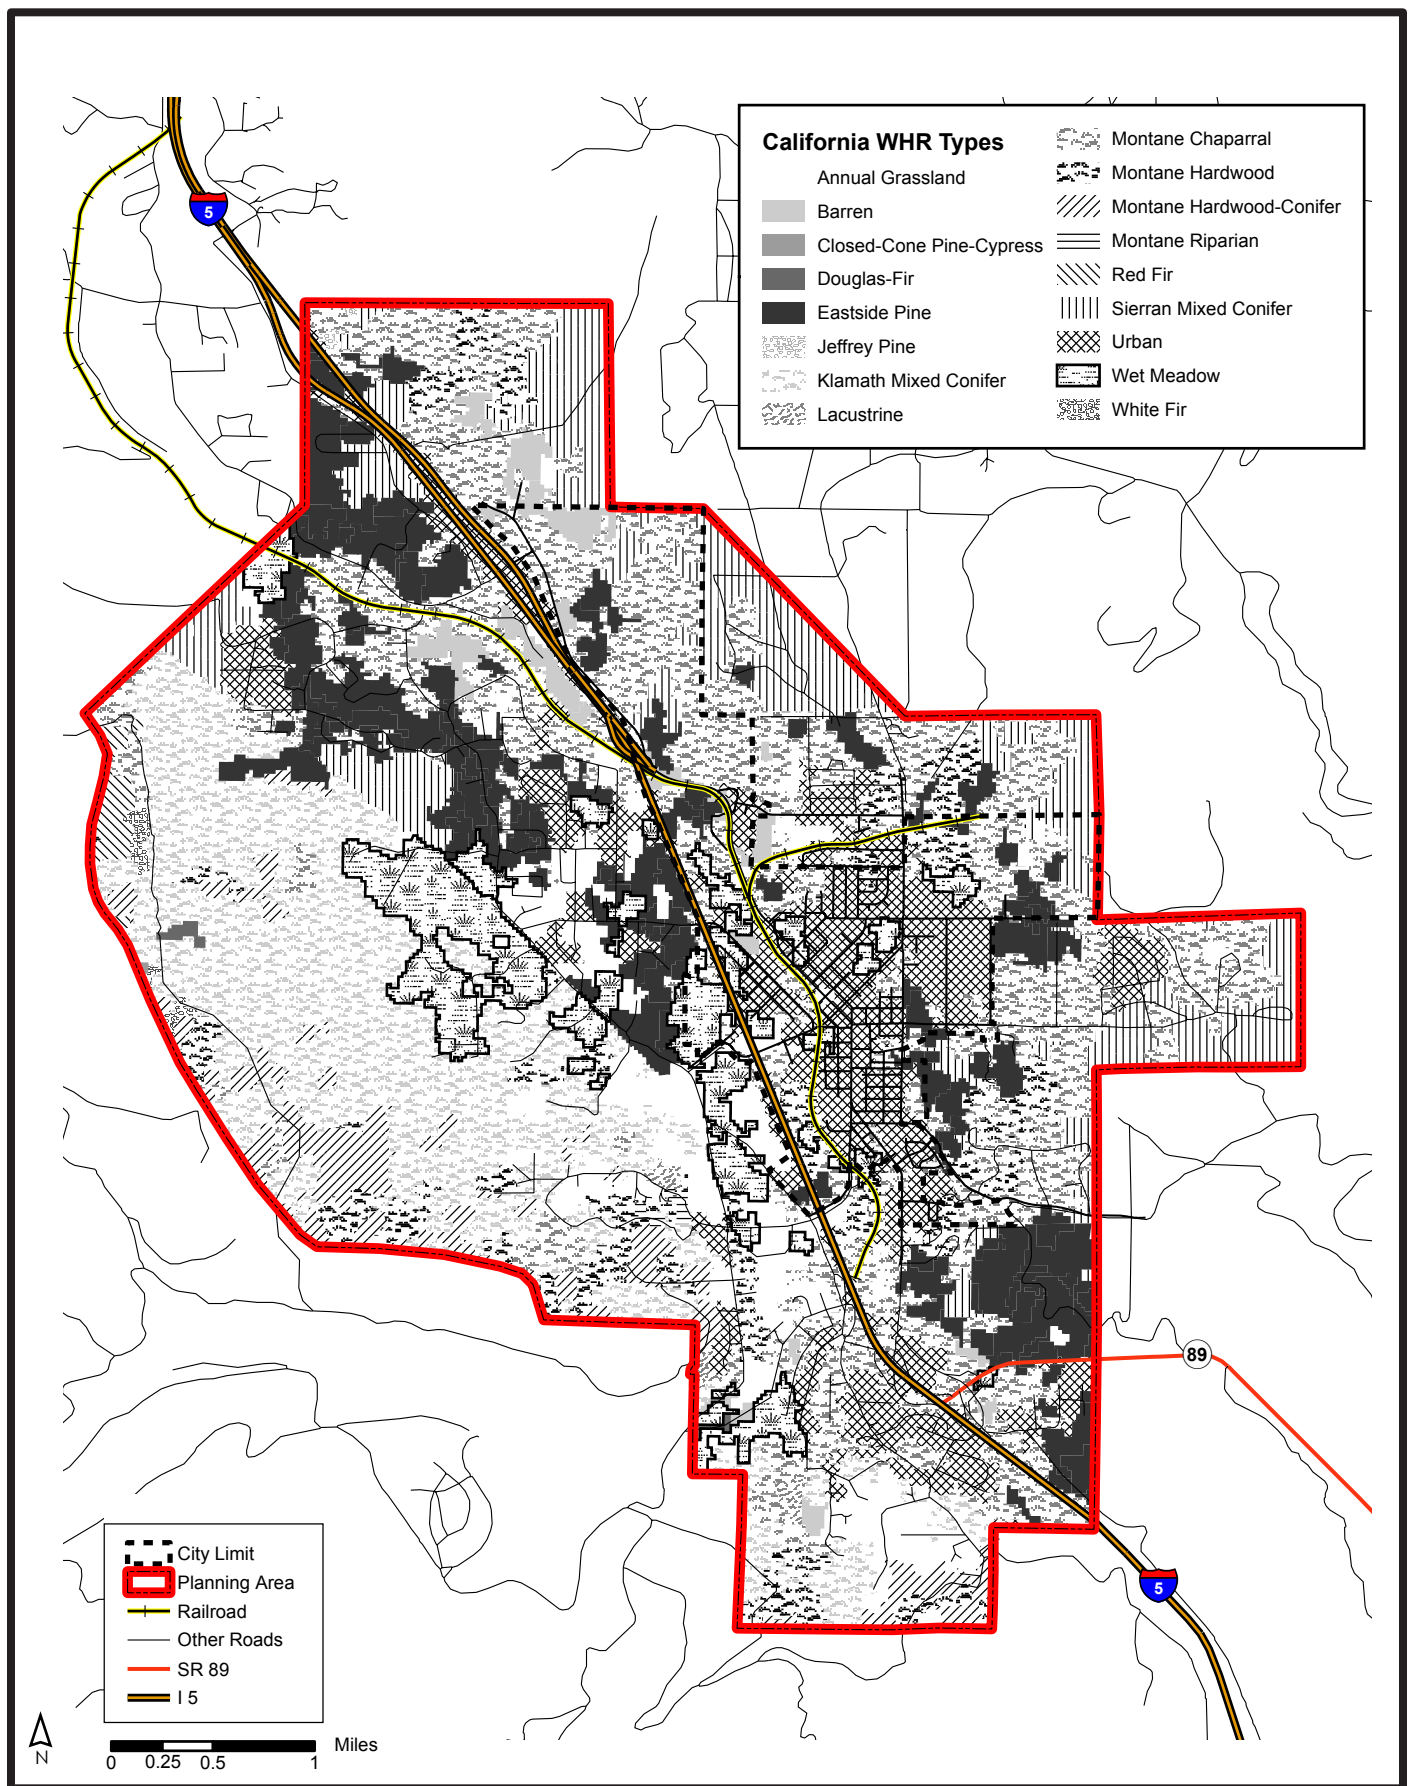 5
California WHR Types
Annual Grassland
Barren
Closed-Cone Pine-Cypress
Douglas-Fir
Eastside Pine
Jeffrey Pine
Klamath Mixed Conifer
Lacustrine
Montane Chaparral
Montane Hardwood
Montane Hardwood-Conifer
Montane Riparian
Red Fir
Sierran Mixed Conifer
Urban
Wet Meadow
White Fir
89
5
City Limit
Planning Area
Railroad
Other Roads
SR 89
I 5
N
Miles
0 0.25 0.5 1